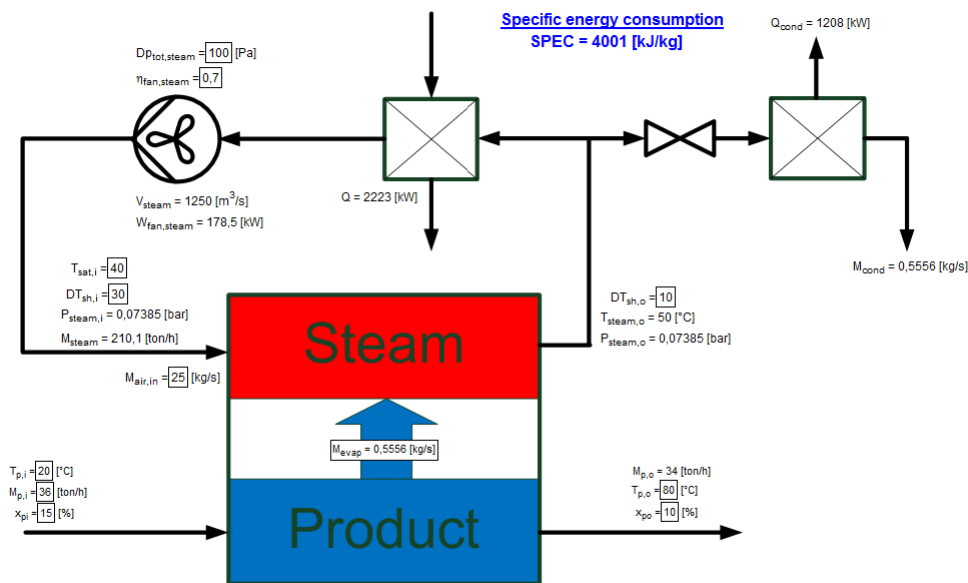 Specific energy consumption
SPEC = 4001 [kJ/kg]
Q_cond = 1208 [kW]
Dp_tot,steam = 100 [Pa]
η_fan,steam = 0,7
Q = 2223 [kW]
V_steam = 1250 [m³/s]
W_fan,steam = 178,5 [kW]
M_cond = 0,5556 [kg/s]
T_sat,i = 40
DT_sh,i = 30
P_steam,i = 0,07385 [bar]
M_steam = 210,1 [ton/h]
M_air,in = 25 [kg/s]
DT_sh,o = 10
T_steam,o = 50 [°C]
P_steam,o = 0,07385 [bar]
Steam
M_evap = 0,5556 [kg/s]
T_p,i = 20 [°C]
M_p,i = 36 [ton/h]
x_pi = 15 [%]
Product
M_p,o = 34 [ton/h]
T_p,o = 80 [°C]
x_po = 10 [%]